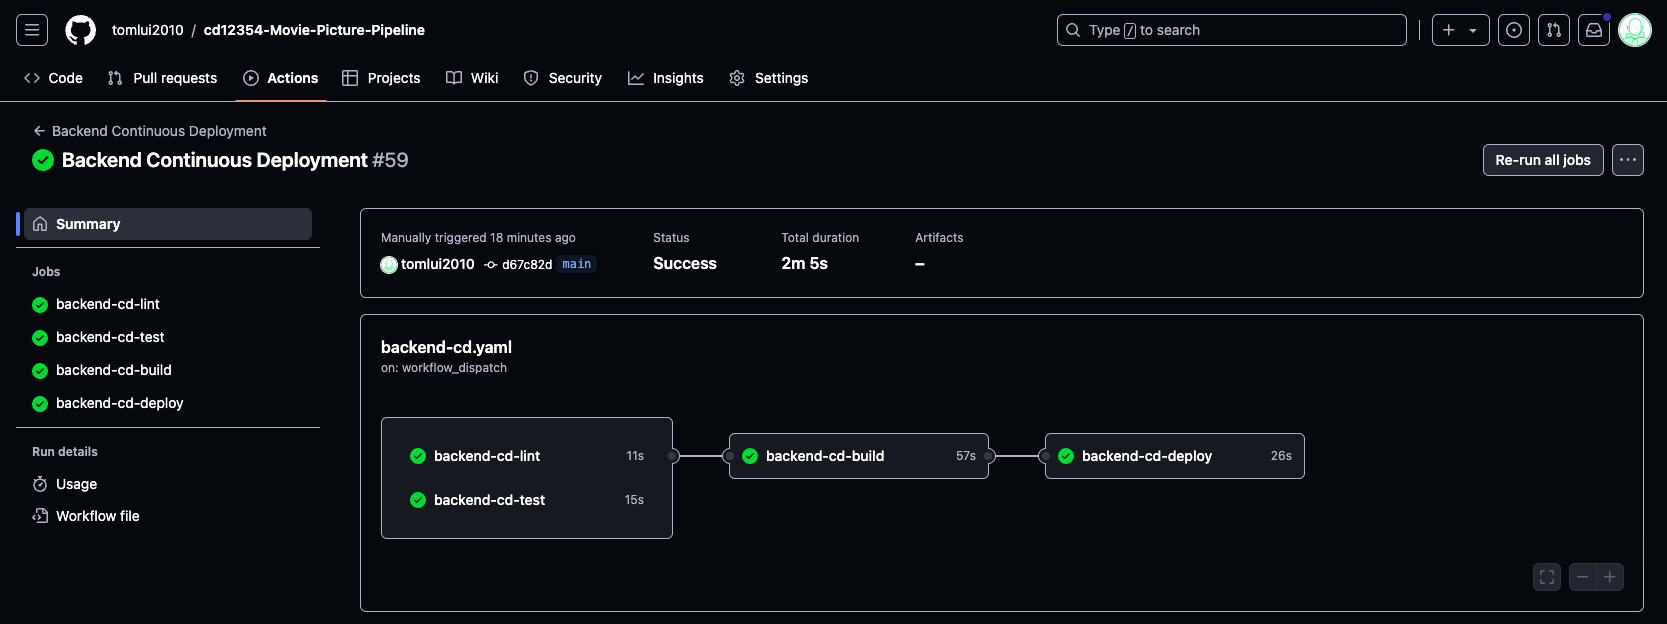 tomlui2010 / cd12354-Movie-Picture-Pipeline
Type / to search
Code Pull requests Actions Projects Wiki Security Insights Settings
Backend Continuous Deployment
Backend Continuous Deployment #59
Re-run all jobs
Summary
Jobs
backend-cd-lint
backend-cd-test
backend-cd-build
backend-cd-deploy
Run details
Usage
Workflow file
Manually triggered 18 minutes ago
tomlui2010 d67c82d main
Status
Success
Total duration
2m 5s
Artifacts
–
backend-cd.yaml
on: workflow_dispatch
backend-cd-lint 11s
backend-cd-test 15s
backend-cd-build 57s
backend-cd-deploy 26s